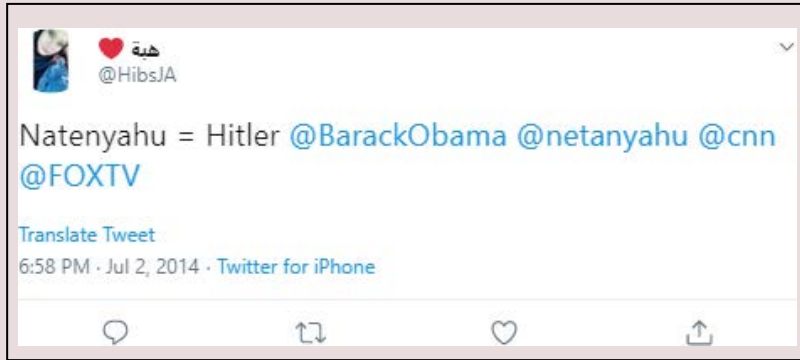 هبة ❤️
@HibsJA
Natenyahu = Hitler @BarackObama @netanyahu @cnn
@FOXTV
Translate Tweet
6:58 PM · Jul 2, 2014 · Twitter for iPhone